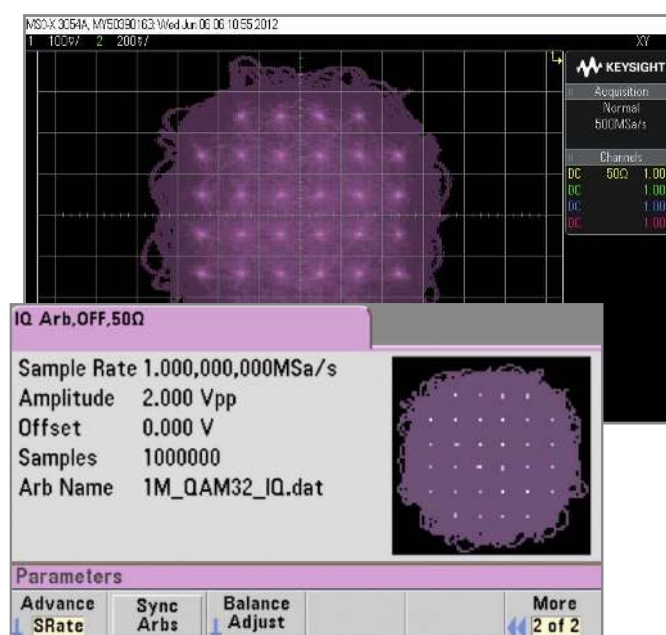 MSO-X 3054A, MY50390163: Wed Jun 06 06:10:55 2012
1 100⅟/ 2 200⅟/ XY
KEYSIGHT
Acquisition
Normal
500MSa/s
Channels
DC 50Ω 1.00
DC 1.00
DC 1.00
DC 1.00
IQ Arb,OFF,50Ω
Sample Rate 1.000,000,000MSa/s
Amplitude 2.000 Vpp
Offset 0.000 V
Samples 1000000
Arb Name 1M_QAM32_IQ.dat
Parameters
Advance Sync Balance More
SRate Arbs Adjust 2 of 2